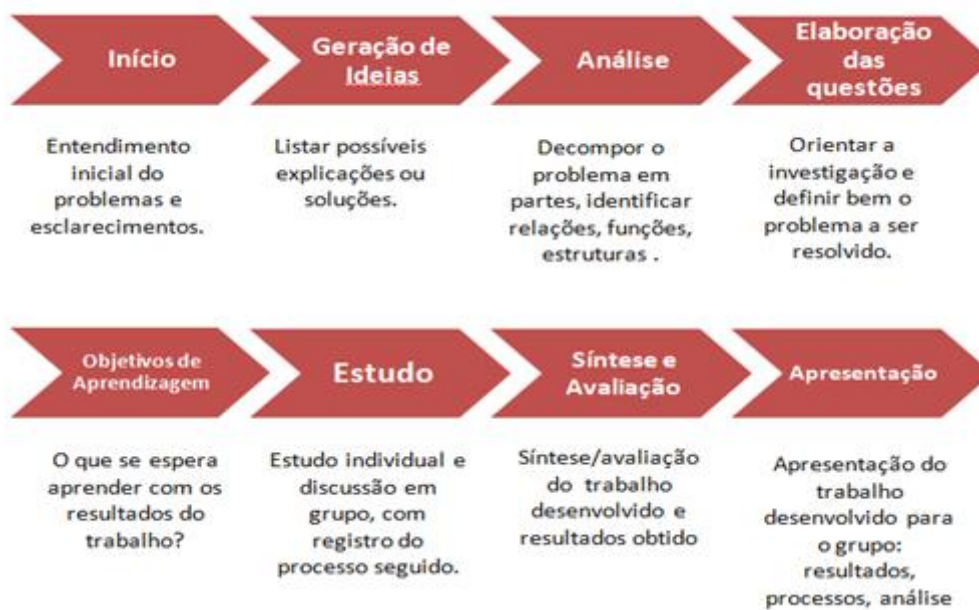 Início
Geração de
Ideias
Análise
Elaboração
das
questões
Entendimento
inicial do
problemas e
esclarecimentos.
Listar possíveis
explicações ou
soluções.
Decompor o
problema em
partes, identificar
relações, funções,
estruturas .
Orientar a
investigação e
definir bem o
problema a ser
resolvido.
Objetivos de
Aprendizagem
Estudo
Síntese e
Avaliação
Apresentação
O que se espera
aprender com os
resultados do
trabalho?
Estudo individual e
discussão em
grupo, com
registro do
processo seguido.
Síntese/avaliação
do trabalho
desenvolvido e
resultados obtido
Apresentação do
trabalho
desenvolvido para
o grupo:
resultados,
processos, análise